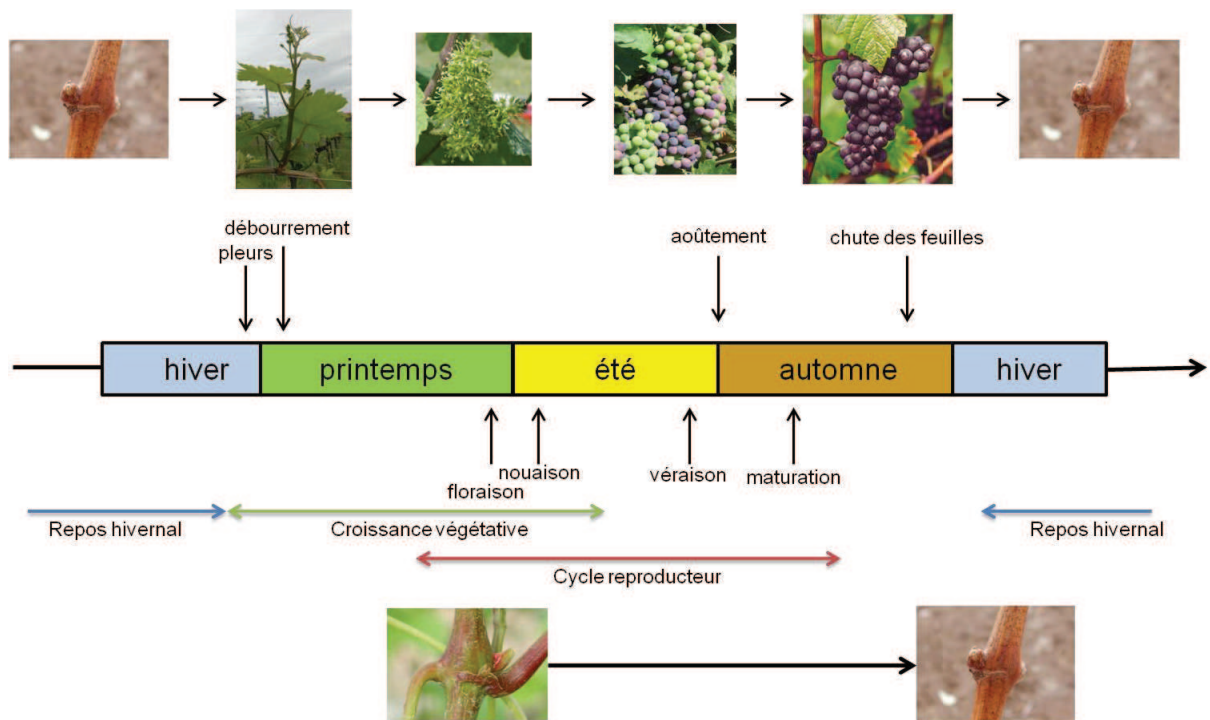 débourrement
pleurs
aoûtement
chute des feuilles
hiver
printemps
été
automne
hiver
nouaison
floraison
véraison
maturation
Repos hivernal
Croissance végétative
Repos hivernal
Cycle reproducteur